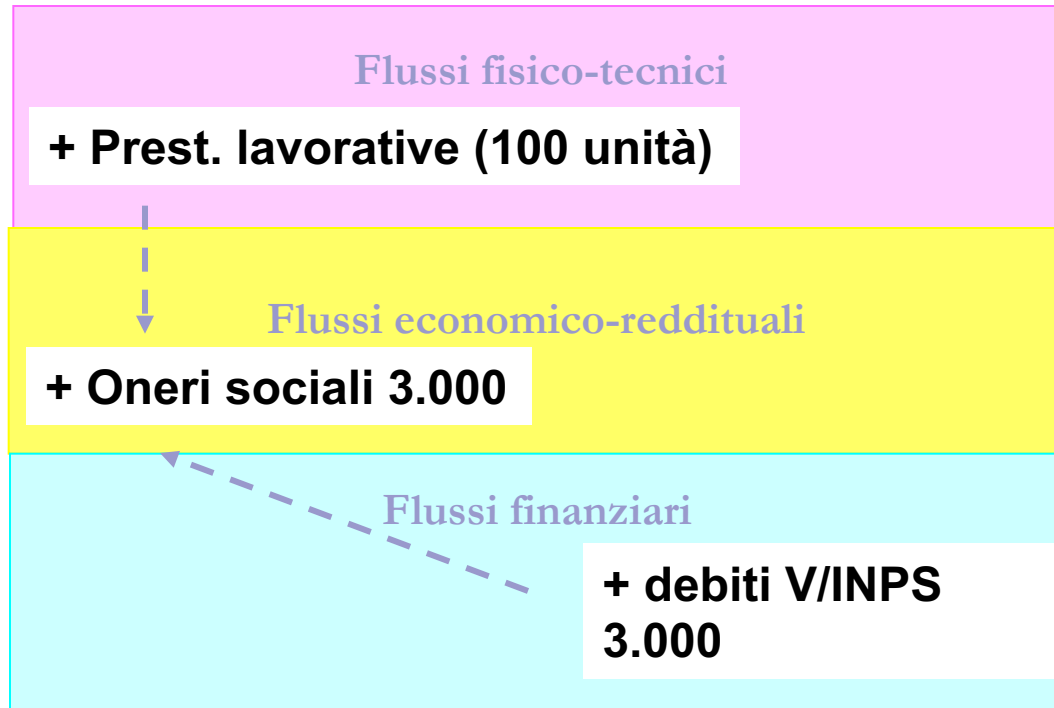 Flussi fisico-tecnici
+ Prest. lavorative (100 unità)
Flussi economico-reddituali
+ Oneri sociali 3.000
Flussi finanziari
+ debiti V/INPS
3.000